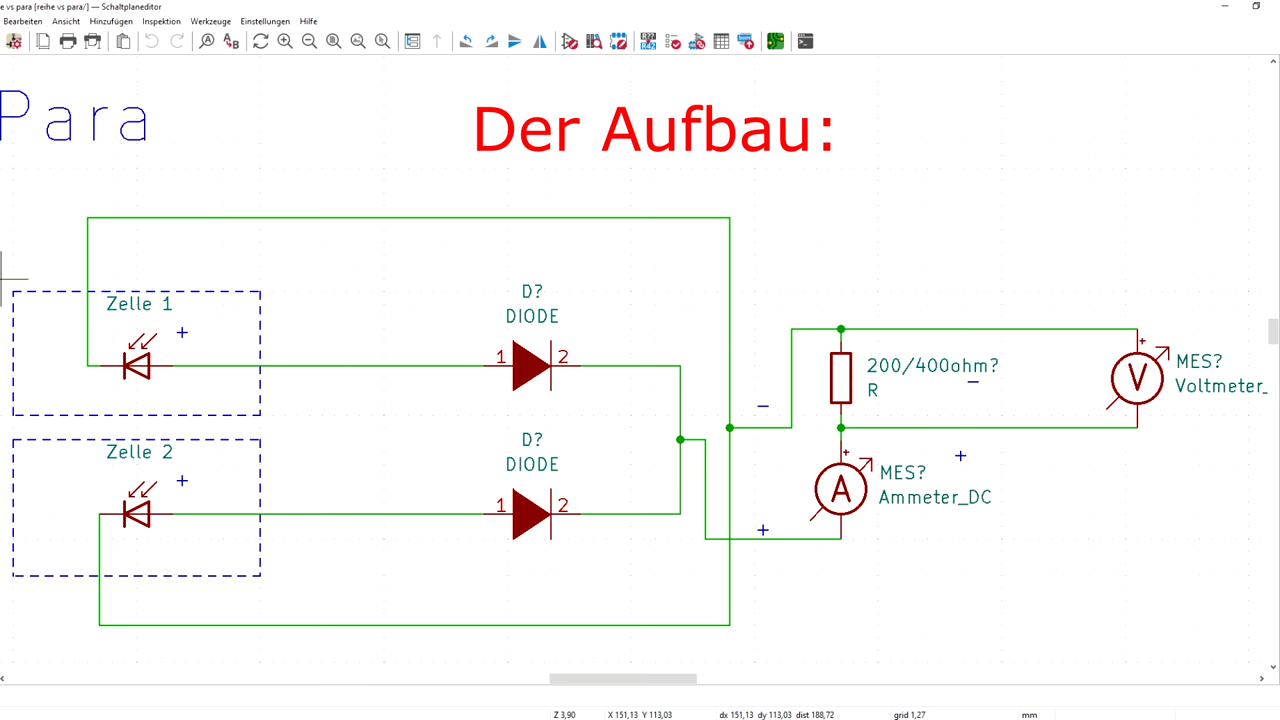 e vs para [reihe vs para/] — Schaltplaneditor
Bearbeiten Ansicht Hinzufügen Inspektion Werkzeuge Einstellungen Hilfe
Para
Der Aufbau:
Zelle 1
+
D?
DIODE
1 2
Zelle 2
+
D?
DIODE
1 2
−
+
200/400ohm?
R
−
+
MES?
Voltmeter_
V
+
+
MES?
Ammeter_DC
A
Z 3,90 X 151,13 Y 113,03 dx 151,13 dy 113,03 dist 188,72 grid 1,27 mm